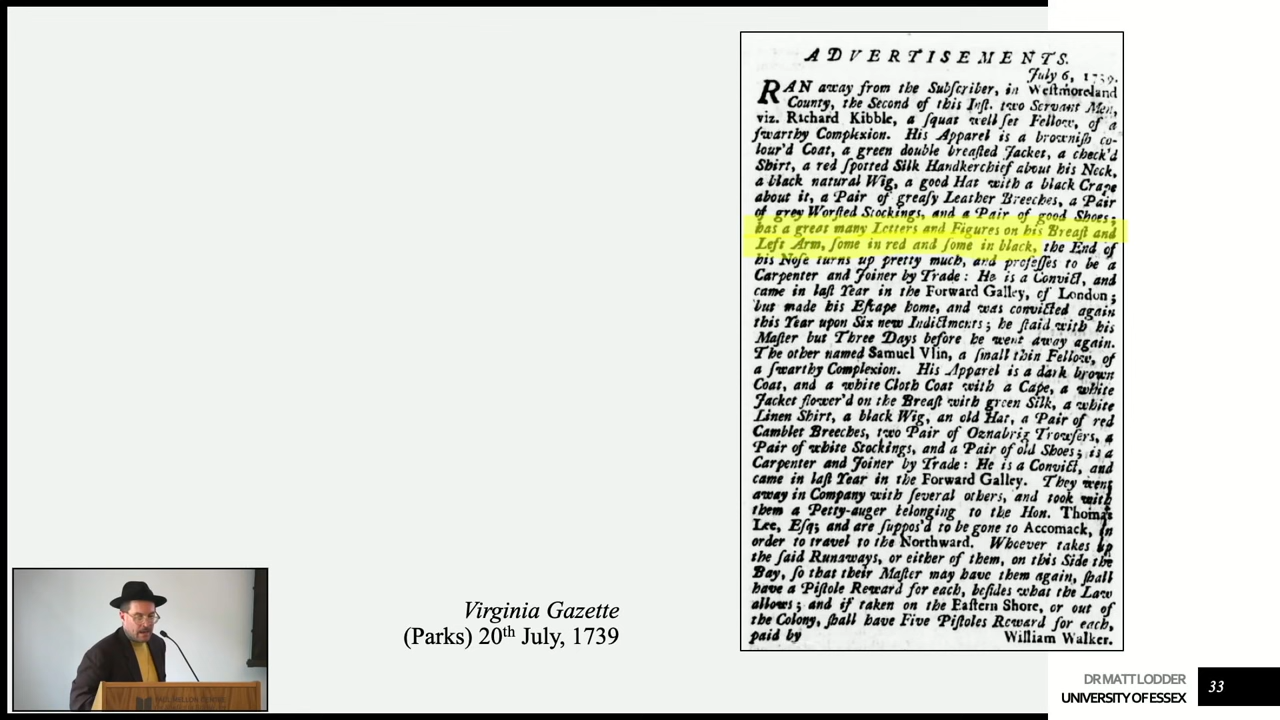 ADVERTISEMENTS.
July 6, 1739.
RAN away from the Subſcriber, in Weſtmoreland
County, the Second of this Inſt. two Servant Men,
viz. Richard Kibble, a ſquat well ſet Fellow, of a
ſwarthy Complexion. His Apparel is a browniſh co-
lour'd Coat, a green double breaſted Jacket, a check'd
Shirt, a red ſpotted Silk Handkerchief about his Neck,
a black natural Wig, a good Hat with a black Crape
about it, a Pair of greaſy Leather Breeches, a Pair
of grey Worſted Stockings, and a Pair of good Shoes;
has a great many Letters and Figures on his Breaſt and
Left Arm, ſome in red and ſome in black, the End of
his Noſe turns up pretty much, and profeſſes to be a
Carpenter and Joiner by Trade: He is a Convict, and
came in laſt Year in the Forward Galley, of London;
but made his Eſcape home, and was convicted again
this Year upon Six new Indictments; he ſtaid with his
Maſter but Three Days before he went away again.
The other named Samuel Vſin, a ſmall thin Fellow, of
a ſwarthy Complexion. His Apparel is a dark brown
Coat, and a white Cloth Coat with a Cape, a white
Jacket flower'd on the Breaſt with green Silk, a white
Linen Shirt, a black Wig, an old Hat, a Pair of red
Camblet Breeches, two Pair of Oznabrig Trowſers, a
Pair of white Stockings, and a Pair of old Shoes; is a
Carpenter and Joiner by Trade: He is a Convict, and
came in laſt Year in the Forward Galley. They went
away in Company with ſeveral others, and took with
them a Petty-auger belonging to the Hon. Thomas
Lee, Eſq; and are ſuppos'd to be gone to Accomack, in
order to travel to the Northward. Whoever takes up
the ſaid Runaways, or either of them, on this Side the
Bay, ſo that their Maſter may have them again, ſhall
have a Piſtole Reward for each, beſides what the Law
allows; and if taken on the Eaſtern Shore, or out of
the Colony, ſhall have Five Piſtoles Reward for each,
paid by William Walker.
Virginia Gazette
(Parks) 20th July, 1739
DR MATT LODDER
UNIVERSITY OF ESSEX
33